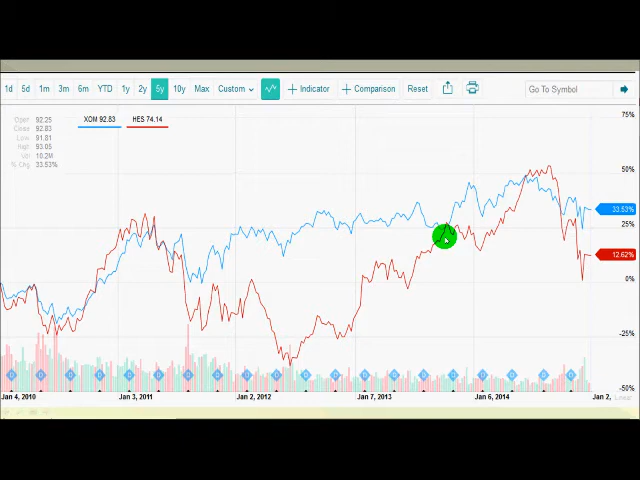 1d 5d 1m 3m 6m YTD 1y 2y 5y 10y Max Custom + Indicator + Comparison Reset Go To Symbol
Open 92.25
Close 92.83
Low 91.81
High 93.05
Vol 10.2M
% Chg 33.53%
XOM 92.83 HES 74.14
75%
50%
33.53%
25%
12.62%
0%
-25%
-50%
D D D D D D D D D D D D D D D D D D D D
Jan 4, 2010 Jan 3, 2011 Jan 2, 2012 Jan 7, 2013 Jan 6, 2014 Jan 2, Linear